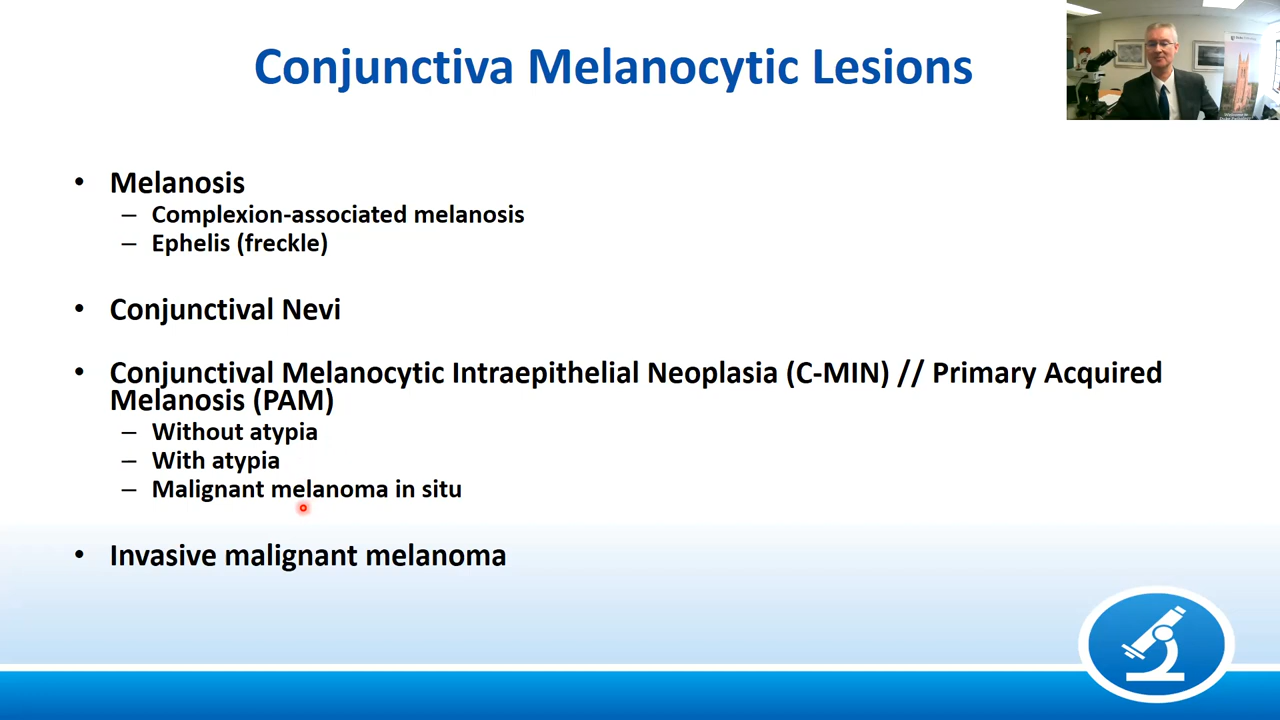 Conjunctiva Melanocytic Lesions
• Melanosis
– Complexion-associated melanosis
– Ephelis (freckle)
• Conjunctival Nevi
• Conjunctival Melanocytic Intraepithelial Neoplasia (C-MIN) // Primary Acquired
Melanosis (PAM)
– Without atypia
– With atypia
– Malignant melanoma in situ
• Invasive malignant melanoma